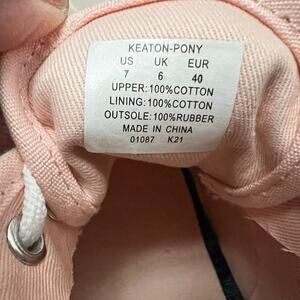 KEATON-PONY
US UK EUR
7 6 40
UPPER:100%COTTON
LINING:100%COTTON
OUTSOLE:100%RUBBER
MADE IN CHINA
01087 K21